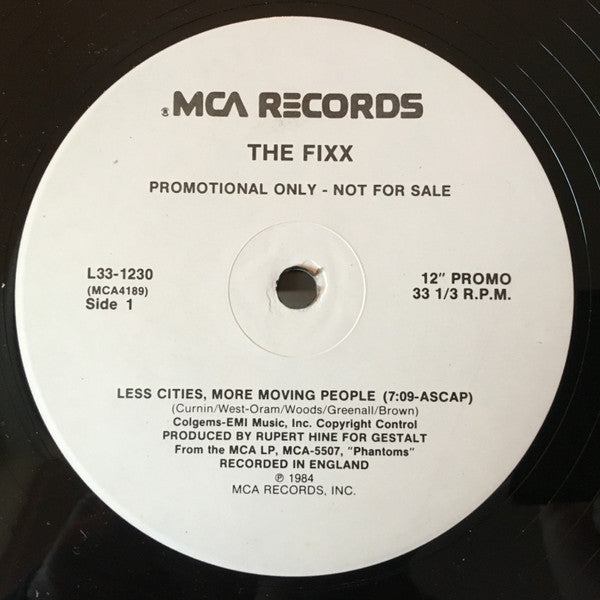 ® MCA RECORDS
THE FIXX
PROMOTIONAL ONLY - NOT FOR SALE
L33-1230
(MCA4189)
Side 1
12" PROMO
33 1/3 R.P.M.
LESS CITIES, MORE MOVING PEOPLE (7:09-ASCAP)
(Curnin/West-Oram/Woods/Greenall/Brown)
Colgems-EMI Music, Inc. Copyright Control
PRODUCED BY RUPERT HINE FOR GESTALT
From the MCA LP, MCA-5507, "Phantoms"
RECORDED IN ENGLAND
℗ 1984
MCA RECORDS, INC.